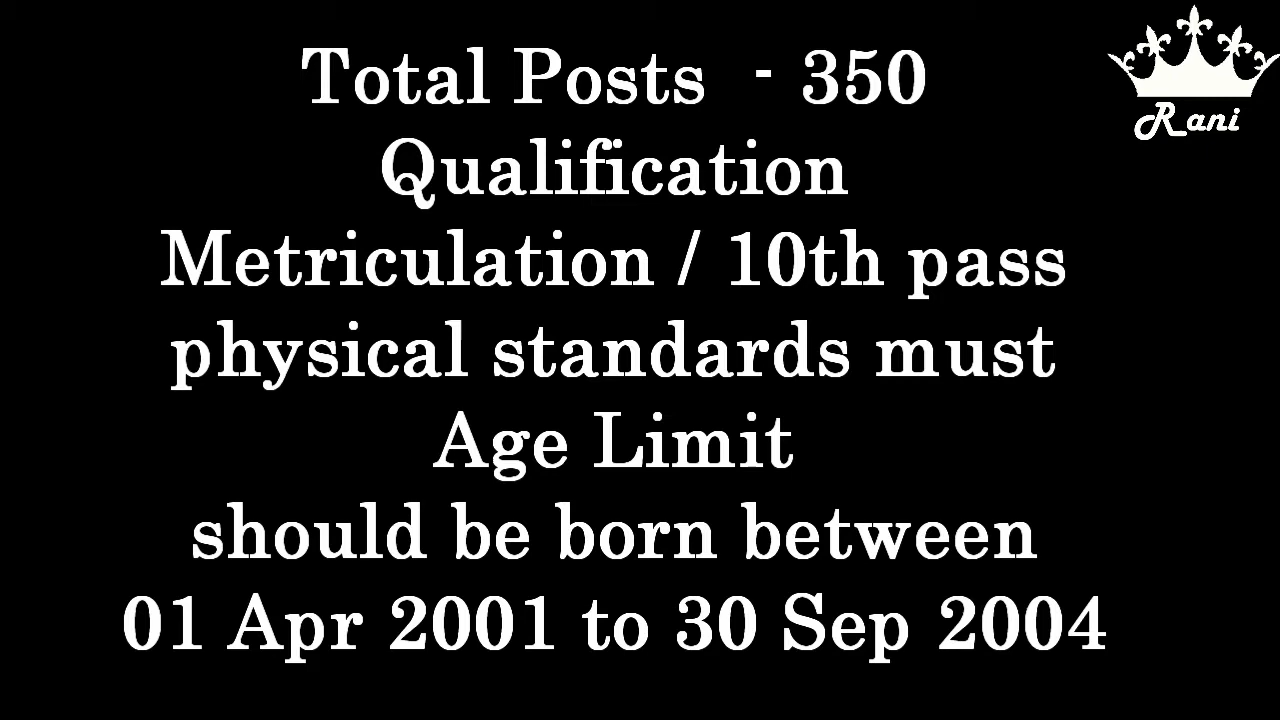 Total Posts - 350
Rani
Qualification
Metriculation / 10th pass
physical standards must
Age Limit
should be born between
01 Apr 2001 to 30 Sep 2004